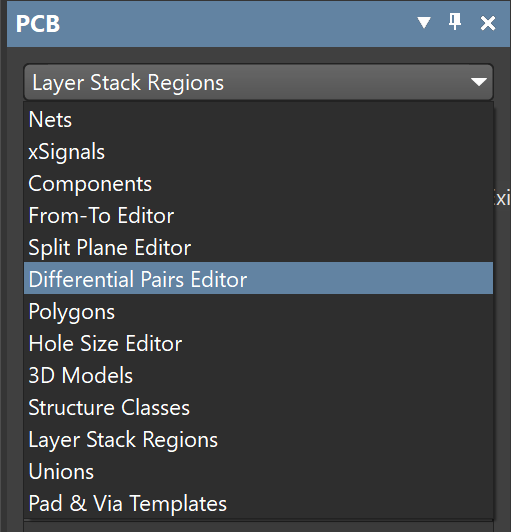 PCB
Layer Stack Regions
Nets
xSignals
Components
From-To Editor
Split Plane Editor
Differential Pairs Editor
Polygons
Hole Size Editor
3D Models
Structure Classes
Layer Stack Regions
Unions
Pad & Via Templates